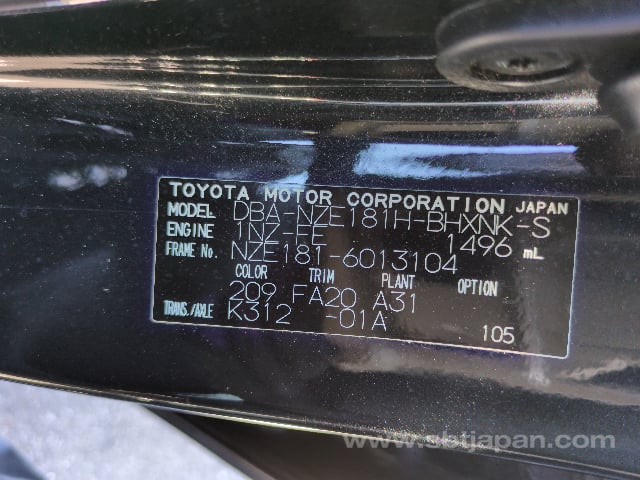 TOYOTA MOTOR CORPORATION JAPAN
MODEL DBA-NZE181H-BHXNK-S
ENGINE 1NZ-FE 1496 mL
FRAME No. NZE181-6013104
COLOR TRIM PLANT OPTION
209 FA20 A31
TRANS./AXLE K312 -01A
105
www.sbtjapan.com